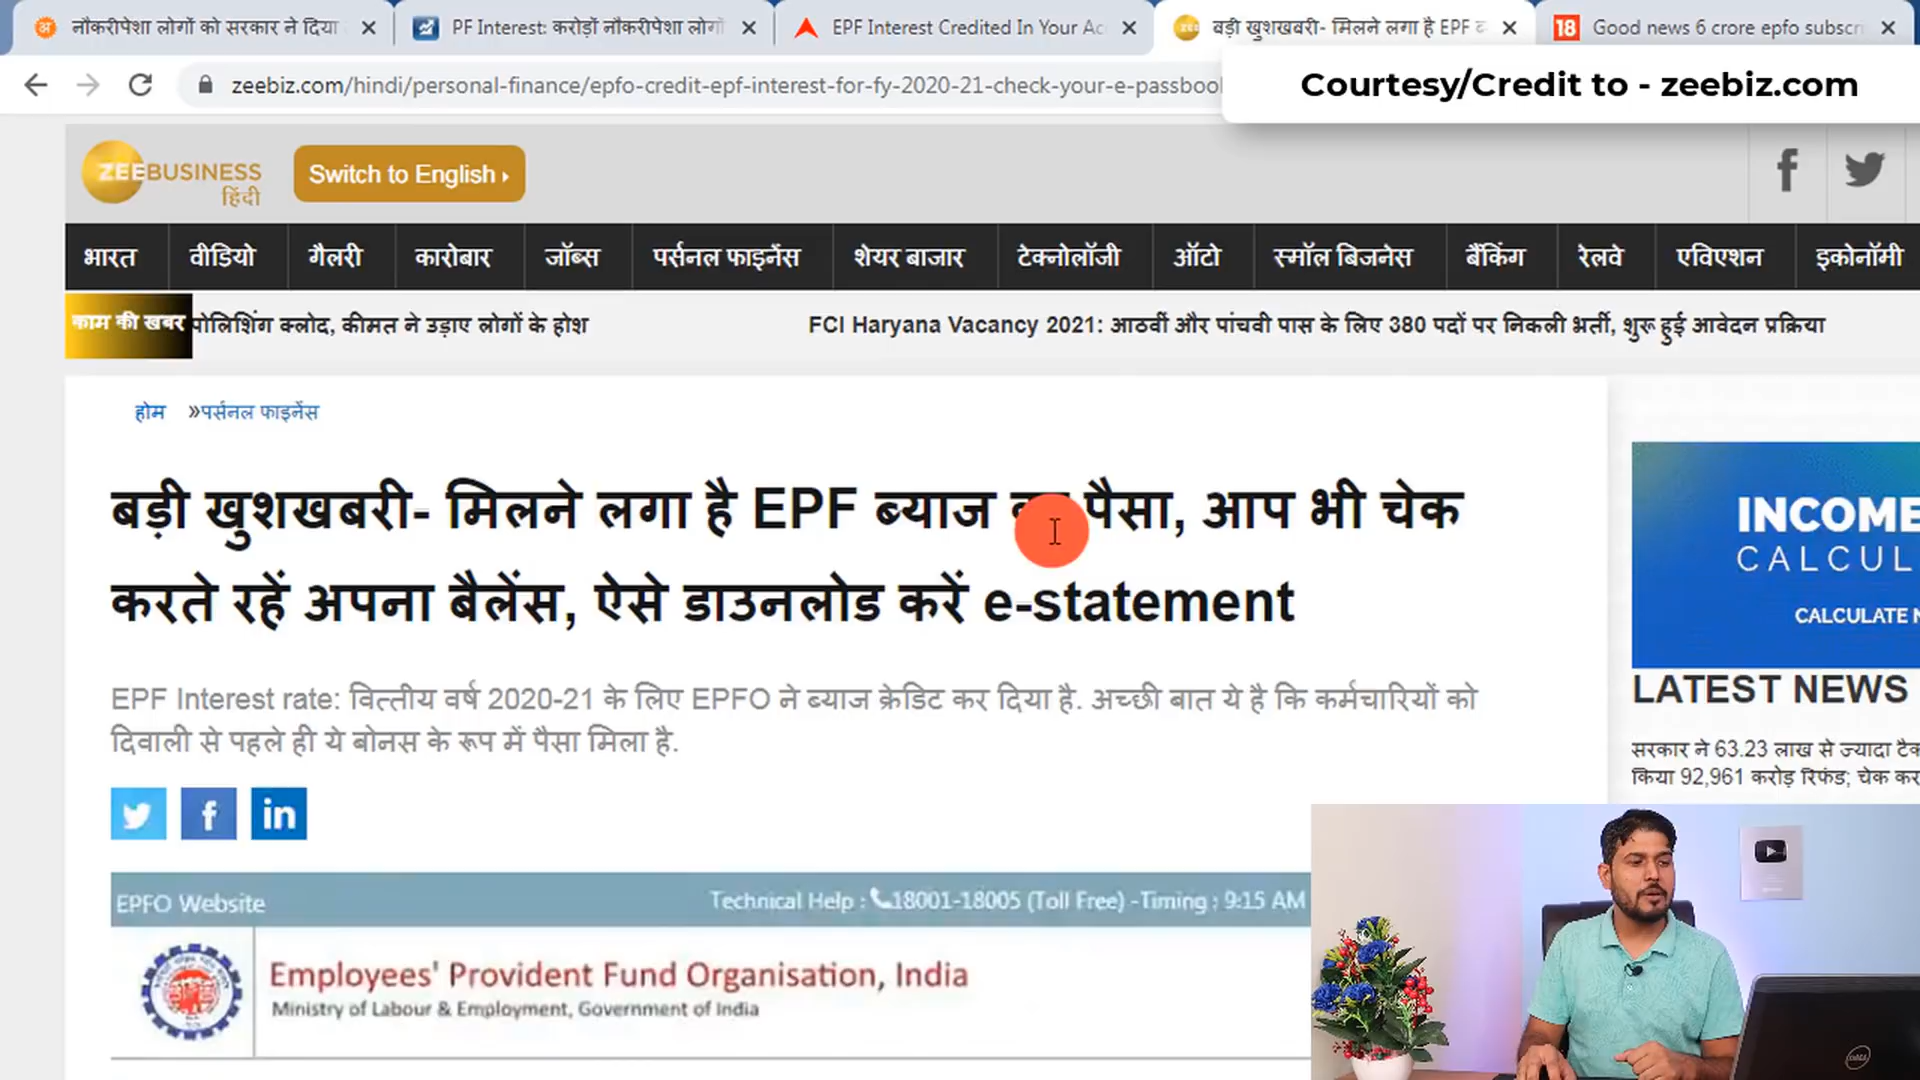 नौकरीपेशा लोगों को सरकार ने दिया
PF Interest: करोड़ों नौकरीपेशा लोगों
EPF Interest Credited In Your Ac
बड़ी खुशखबरी- मिलने लगा है EPF ब्य
Good news 6 crore epfo subscri
zeebiz.com/hindi/personal-finance/epfo-credit-epf-interest-for-fy-2020-21-check-your-e-passboo
Courtesy/Credit to - zeebiz.com
ZEEBUSINESS
हिंदी
Switch to English
भारत वीडियो गैलरी कारोबार जॉब्स पर्सनल फाइनेंस शेयर बाजार टेक्नोलॉजी ऑटो स्मॉल बिजनेस बैंकिंग रेलवे एविएशन इकोनॉमी
काम की खबर
पोलिशिंग क्लोद, कीमत ने उड़ाए लोगों के होश
FCI Haryana Vacancy 2021: आठवीं और पांचवी पास के लिए 380 पदों पर निकली भर्ती, शुरू हुई आवेदन प्रक्रिया
होम »पर्सनल फाइनेंस
बड़ी खुशखबरी- मिलने लगा है EPF ब्याज पैसा, आप भी चेक
करते रहें अपना बैलेंस, ऐसे डाउनलोड करें e-statement
EPF Interest rate: वित्तीय वर्ष 2020-21 के लिए EPFO ने ब्याज क्रेडिट कर दिया है. अच्छी बात ये है कि कर्मचारियों को
दिवाली से पहले ही ये बोनस के रूप में पैसा मिला है.
INCOME
CALCUL
CALCULATE N
LATEST NEWS
सरकार ने 63.23 लाख से ज्यादा टैक
किया 92,961 करोड़ रिफंड; चेक कर
EPFO Website
Technical Help : 18001-18005 (Toll Free) -Timing : 9:15 AM
Employees' Provident Fund Organisation, India
Ministry of Labour & Employment, Government of India
DELL